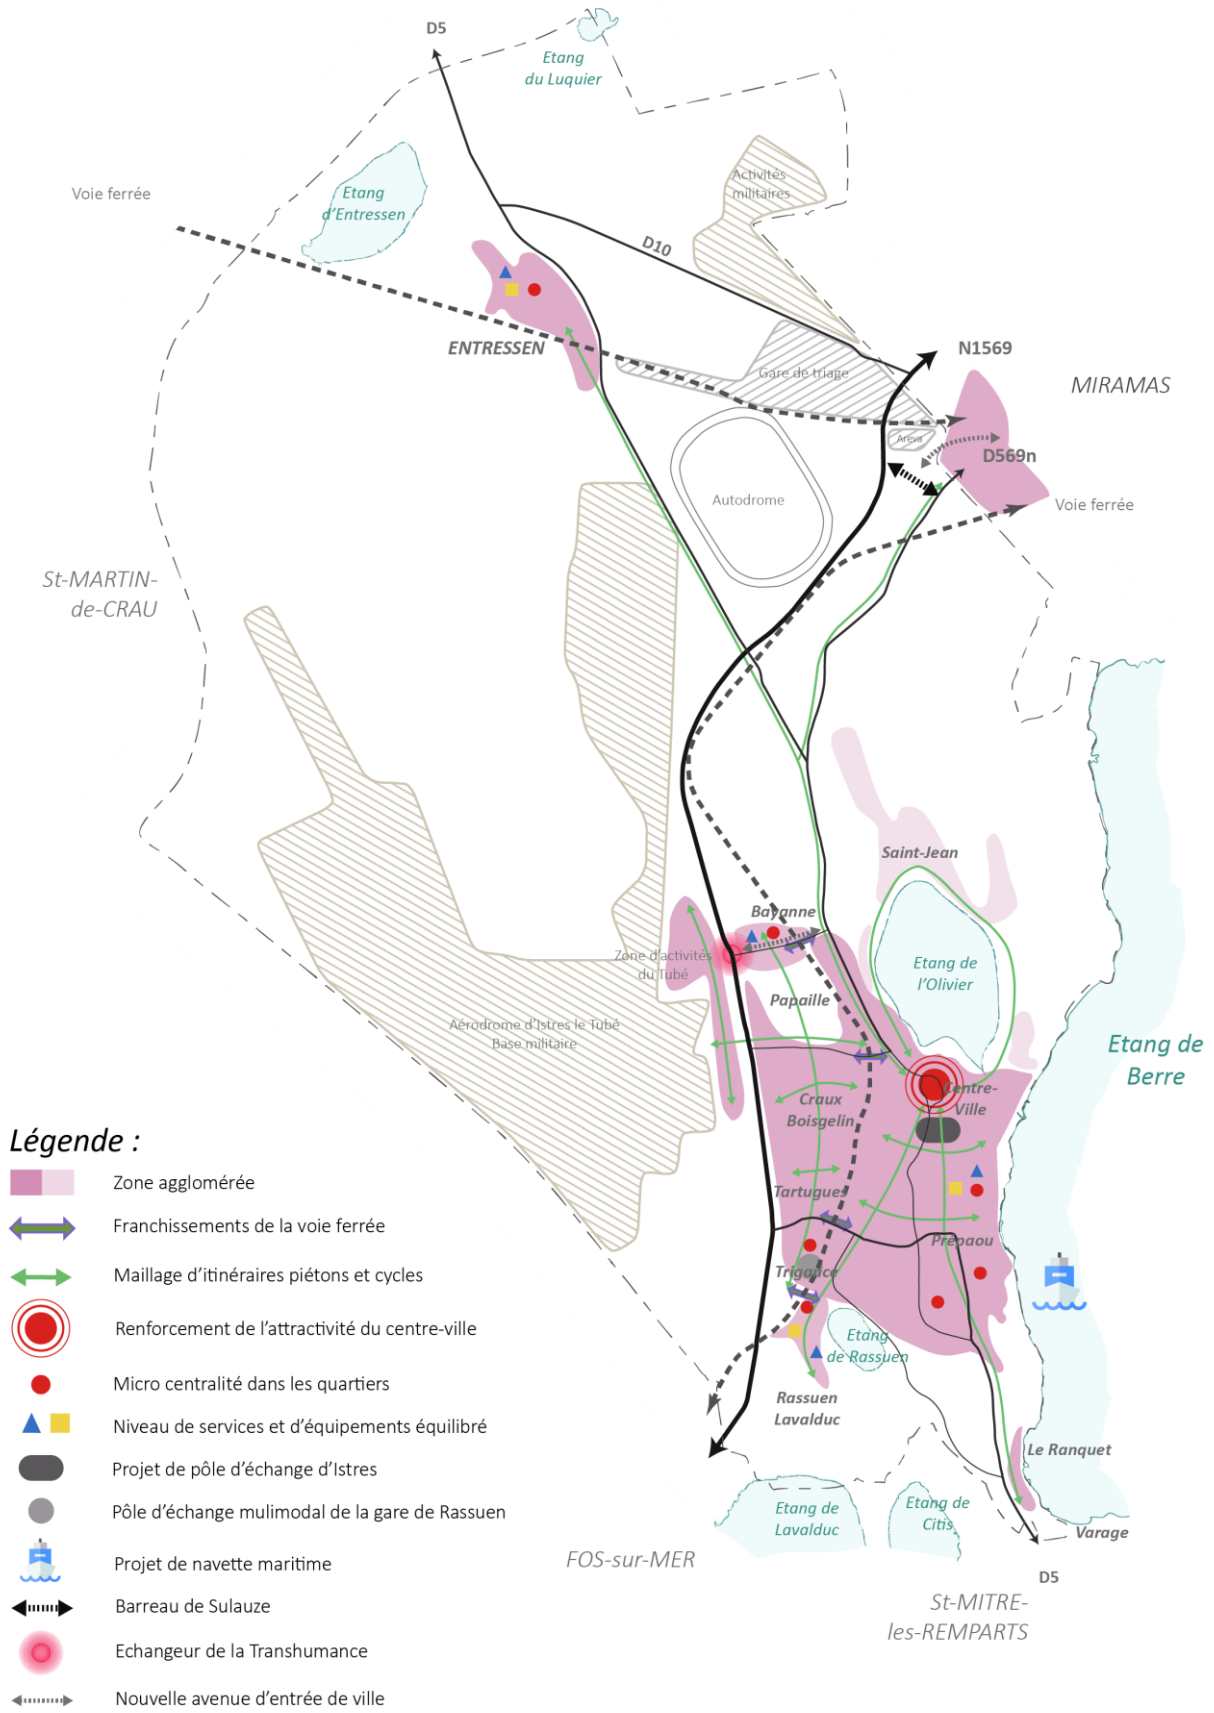 D5
Etang
du Luquier
Activités
militaires
Voie ferrée
Etang
d'Entressen
D10
ENTRESSEN
N1569
Gare de triage
MIRAMAS
Areva
D569n
Autodrome
Voie ferrée
St-MARTIN-
de-CRAU
Saint-Jean
Bayanne
Zone d'activités
du Tubé
Etang de
l'Olivier
Papaille
Aérodrome d'Istres le Tubé
Base militaire
Etang de
Berre
Centre-
Ville
Craux
Boisgelin
Tartugues
Prépaou
Trigance
Etang
de Rassuen
Rassuen
Lavalduc
Le Ranquet
Etang de
Lavalduc
Etang de
Citis
Varage
FOS-sur-MER
D5
St-MITRE-
les-REMPARTS
Légende :
Zone agglomérée
Franchissements de la voie ferrée
Maillage d'itinéraires piétons et cycles
Renforcement de l'attractivité du centre-ville
Micro centralité dans les quartiers
Niveau de services et d'équipements équilibré
Projet de pôle d'échange d'Istres
Pôle d'échange mulimodal de la gare de Rassuen
Projet de navette maritime
Barreau de Sulauze
Echangeur de la Transhumance
Nouvelle avenue d'entrée de ville